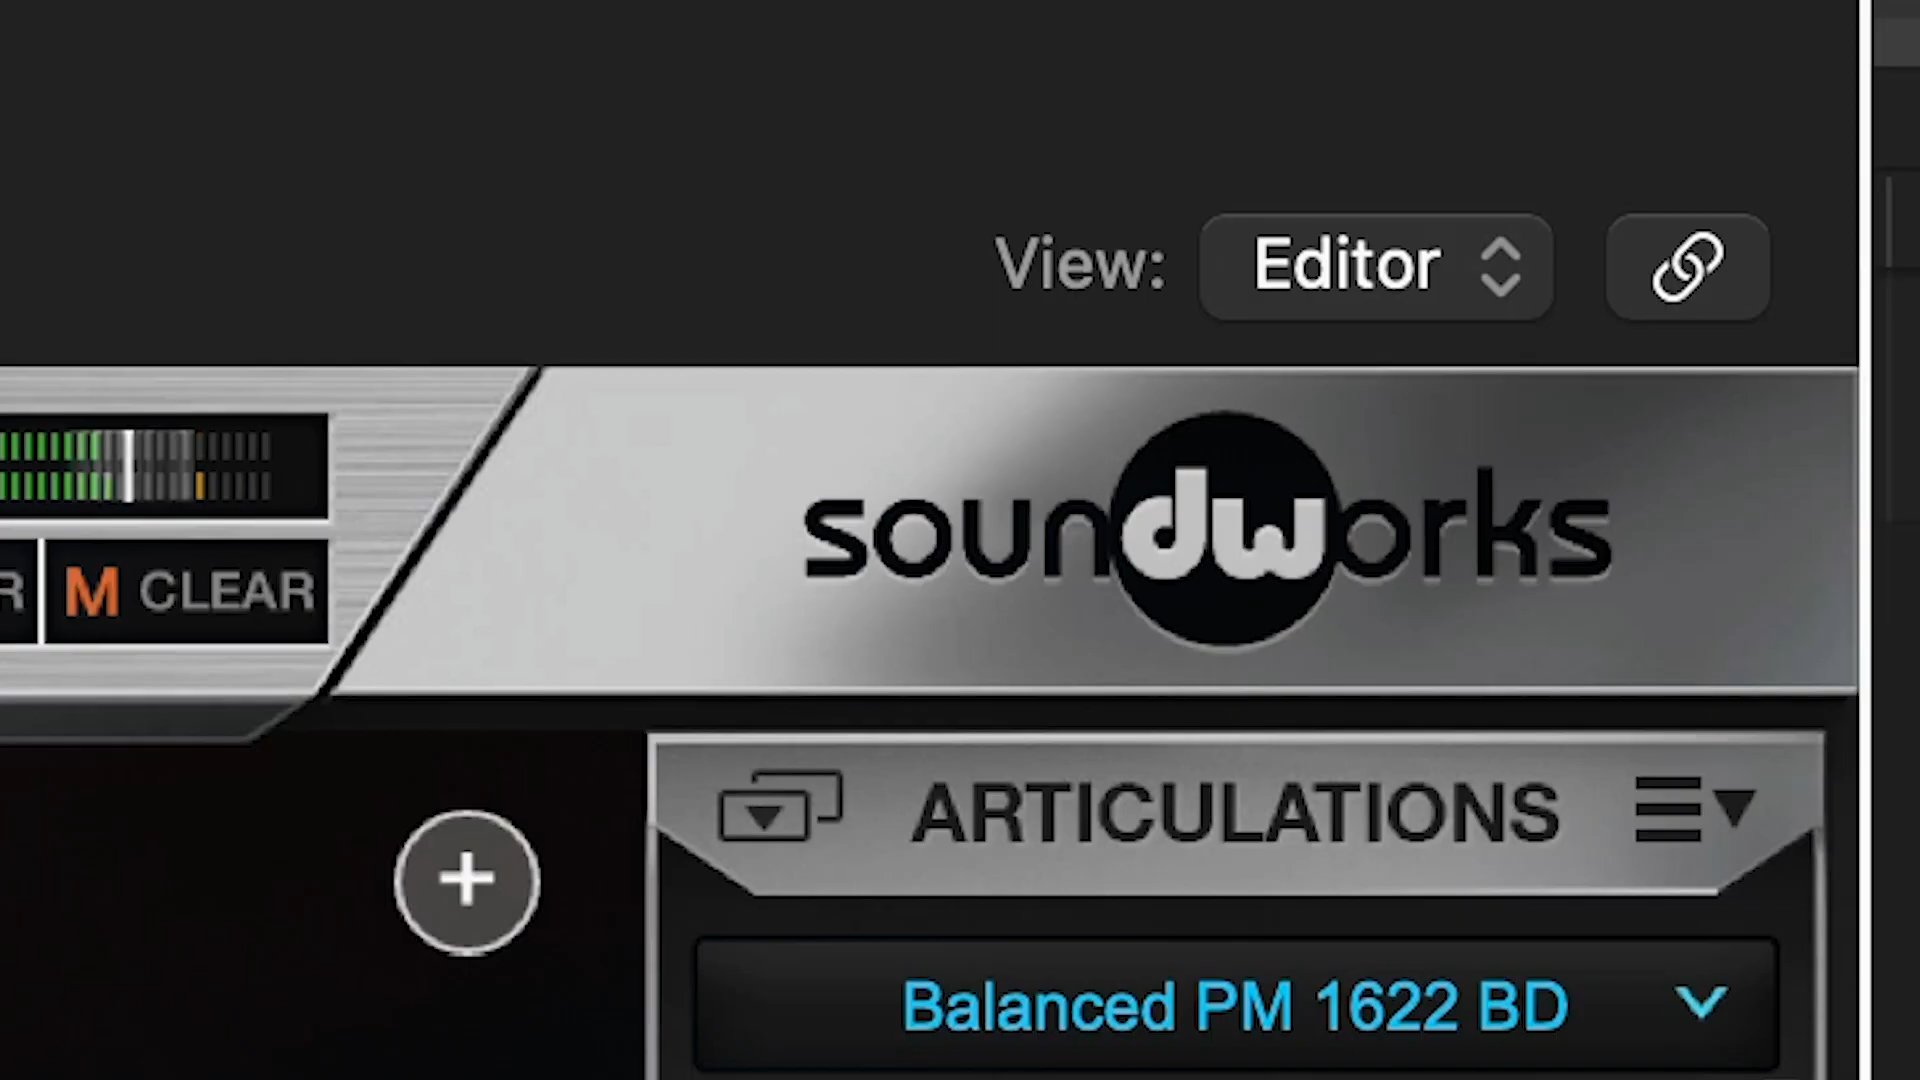 View: Editor
soundworks
R M CLEAR
ARTICULATIONS
Balanced PM 1622 BD